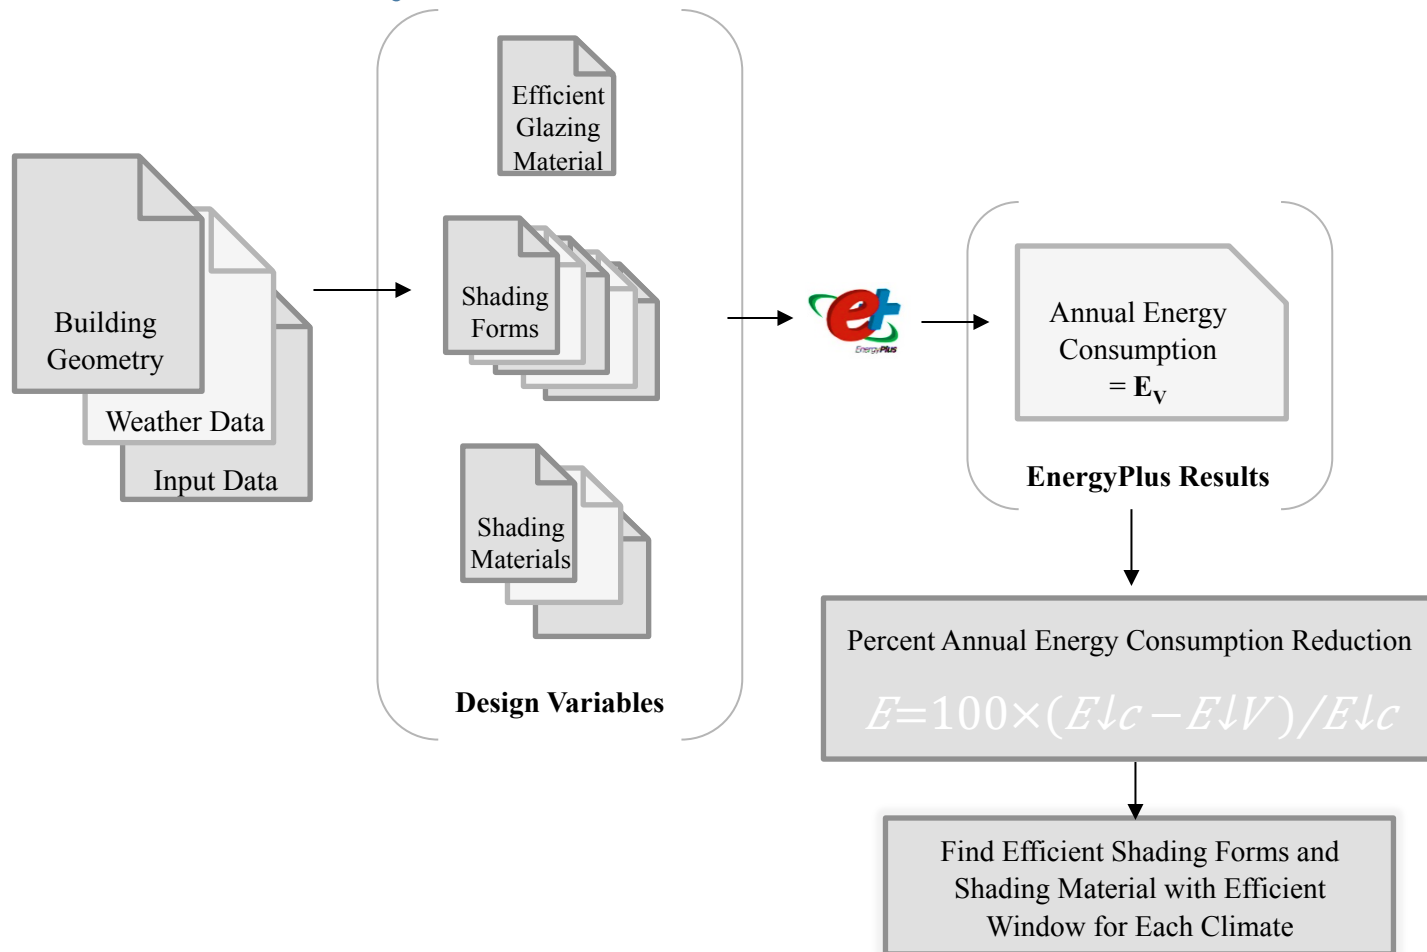 Building
Geometry
Weather Data
Input Data
Efficient
Glazing
Material
Shading
Forms
Shading
Materials
Design Variables
e+
EnergyPlus
Annual Energy
Consumption
= Eᵥ
EnergyPlus Results
Percent Annual Energy Consumption Reduction
𝐸=100×(𝐸↓𝑐 −𝐸↓𝑉)/𝐸↓𝑐
Find Efficient Shading Forms and
Shading Material with Efficient
Window for Each Climate